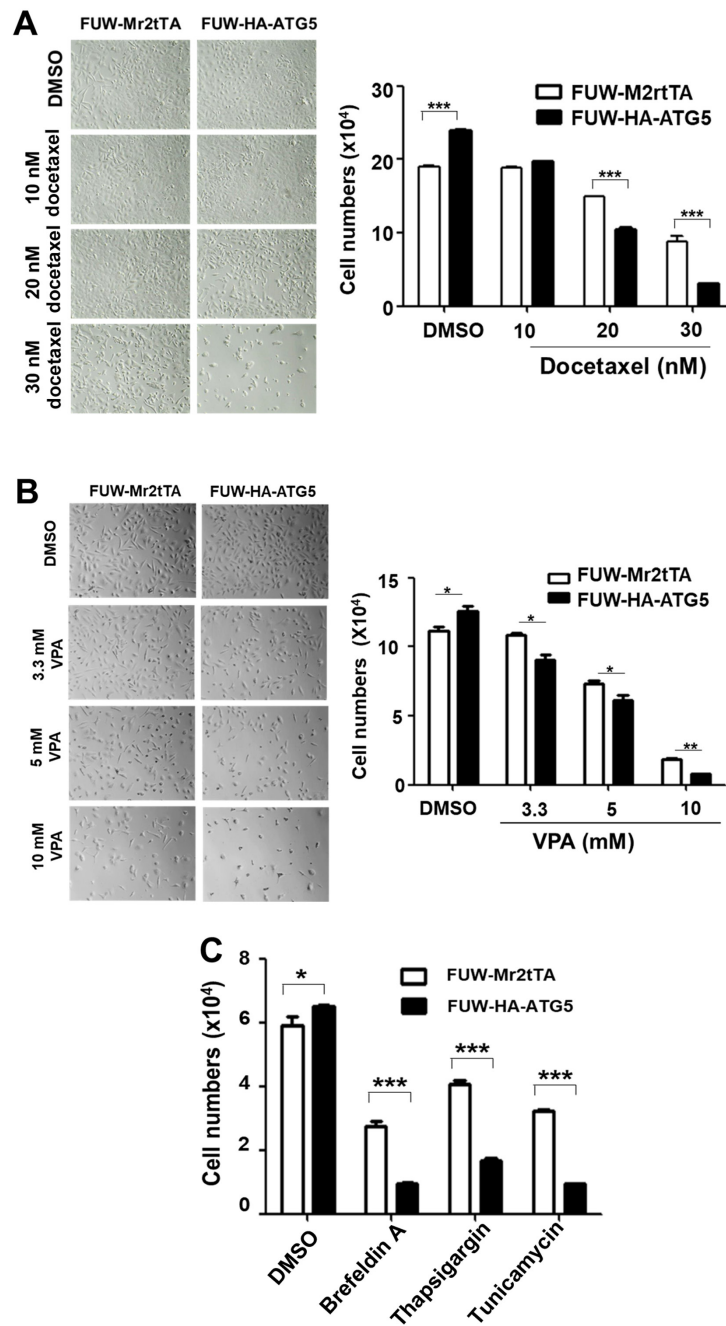 A
FUW-Mr2tTA FUW-HA-ATG5
DMSO
10 nM
docetaxel
20 nM
docetaxel
30 nM
docetaxel
Cell numbers (x10⁴)
30
20
10
0
***
***
***
FUW-M2rtTA
FUW-HA-ATG5
DMSO 10 20 30
Docetaxel (nM)
B
FUW-Mr2tTA FUW-HA-ATG5
DMSO
3.3 mM
VPA
5 mM
VPA
10 mM
VPA
Cell numbers (X10⁴)
15
10
5
0
*
*
*
**
FUW-Mr2tTA
FUW-HA-ATG5
DMSO 3.3 5 10
VPA (mM)
C
Cell numbers (x10⁴)
8
6
4
2
0
*
***
***
***
FUW-Mr2tTA
FUW-HA-ATG5
DMSO
Brefeldin A
Thapsigargin
Tunicamycin